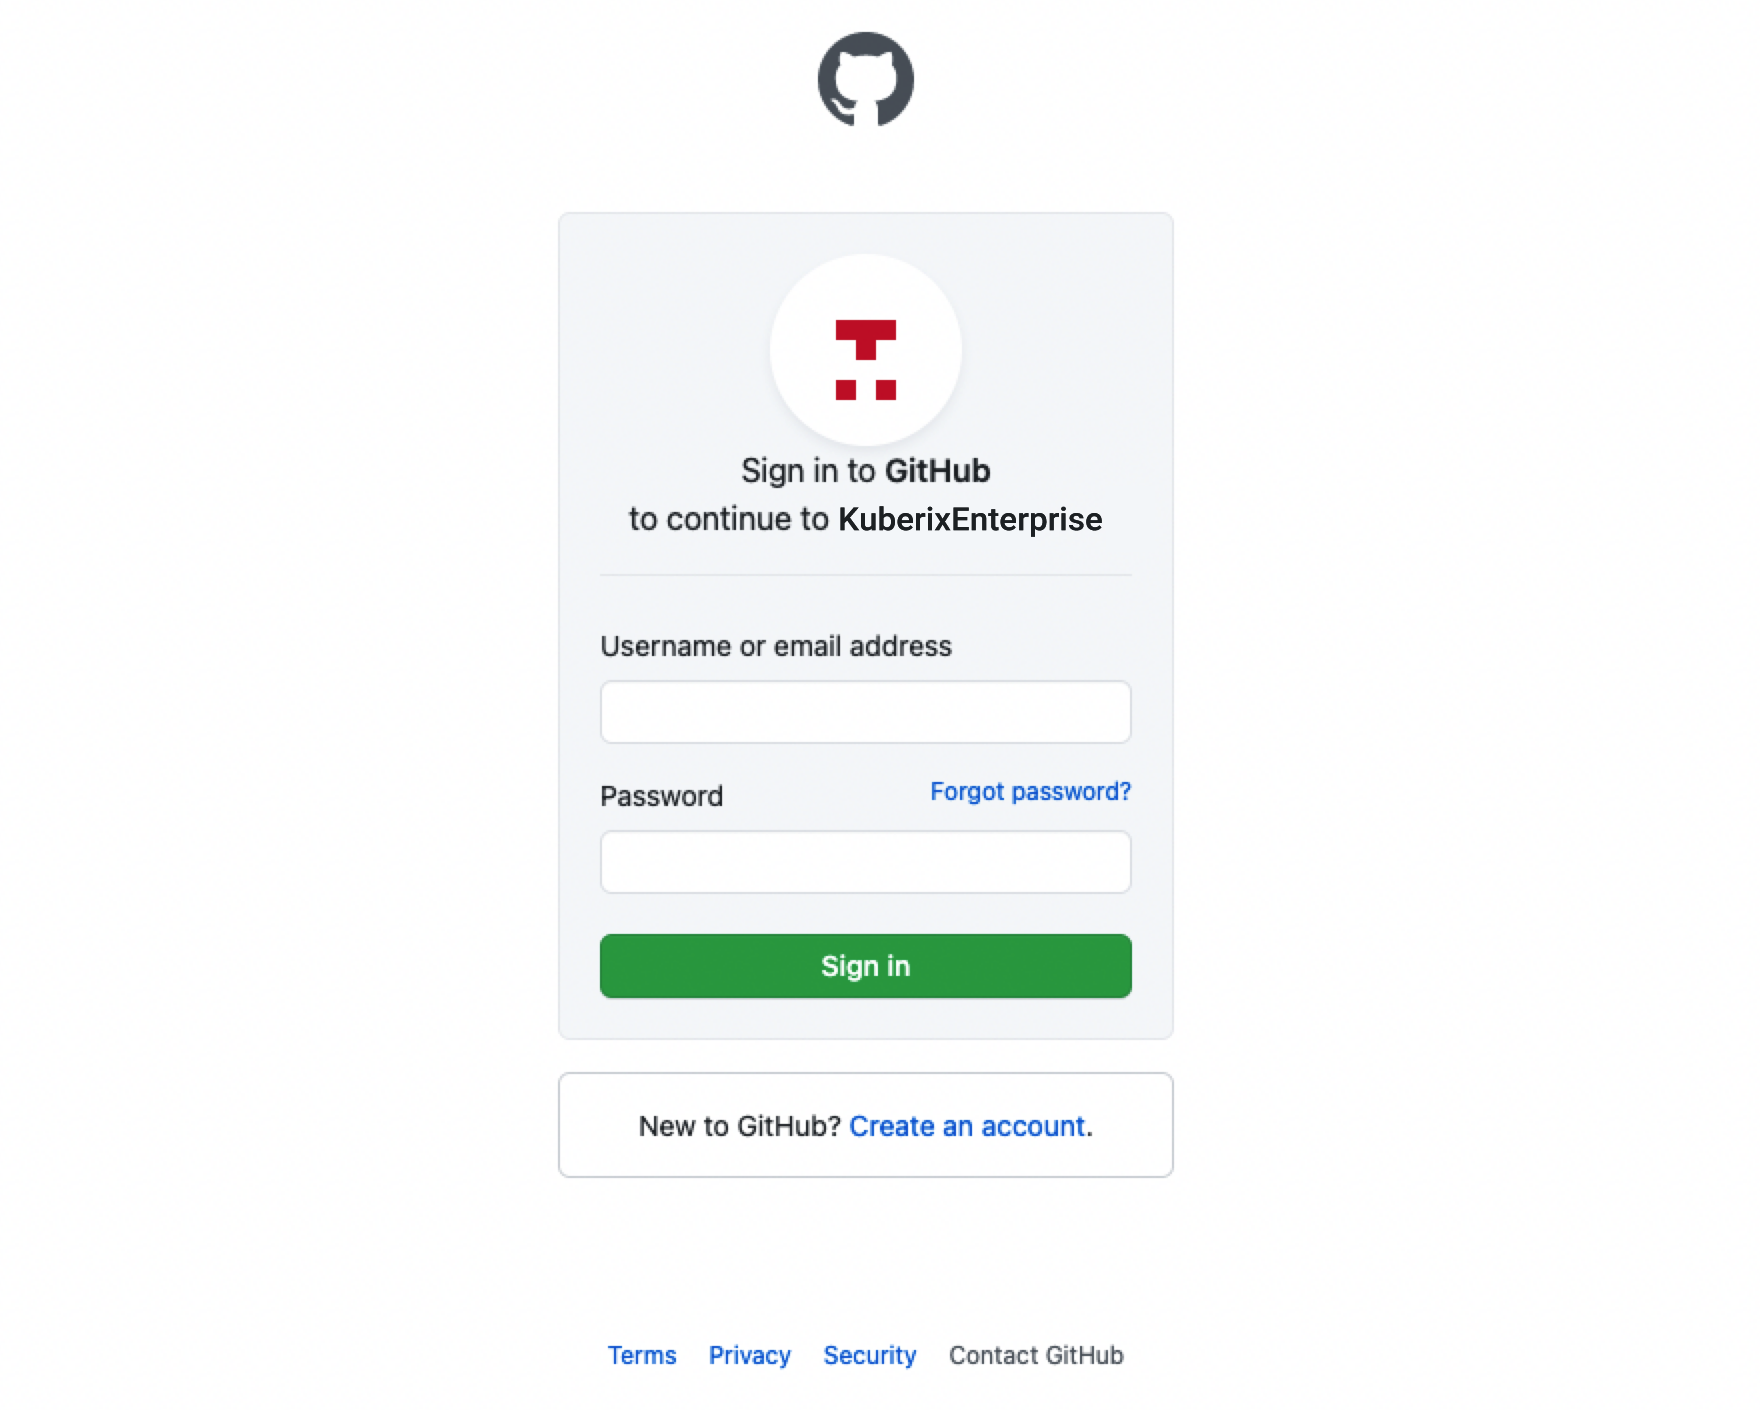 Sign in to GitHub
to continue to KuberixEnterprise
Username or email address
Password
Forgot password?
Sign in
New to GitHub? Create an account.
Terms Privacy Security Contact GitHub